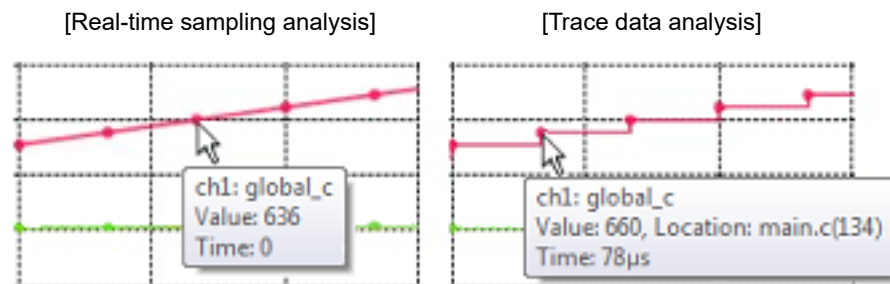 [Real-time sampling analysis]
[Trace data analysis]
ch1: global_c
Value: 636
Time: 0
ch1: global_c
Value: 660, Location: main.c(134)
Time: 78µs